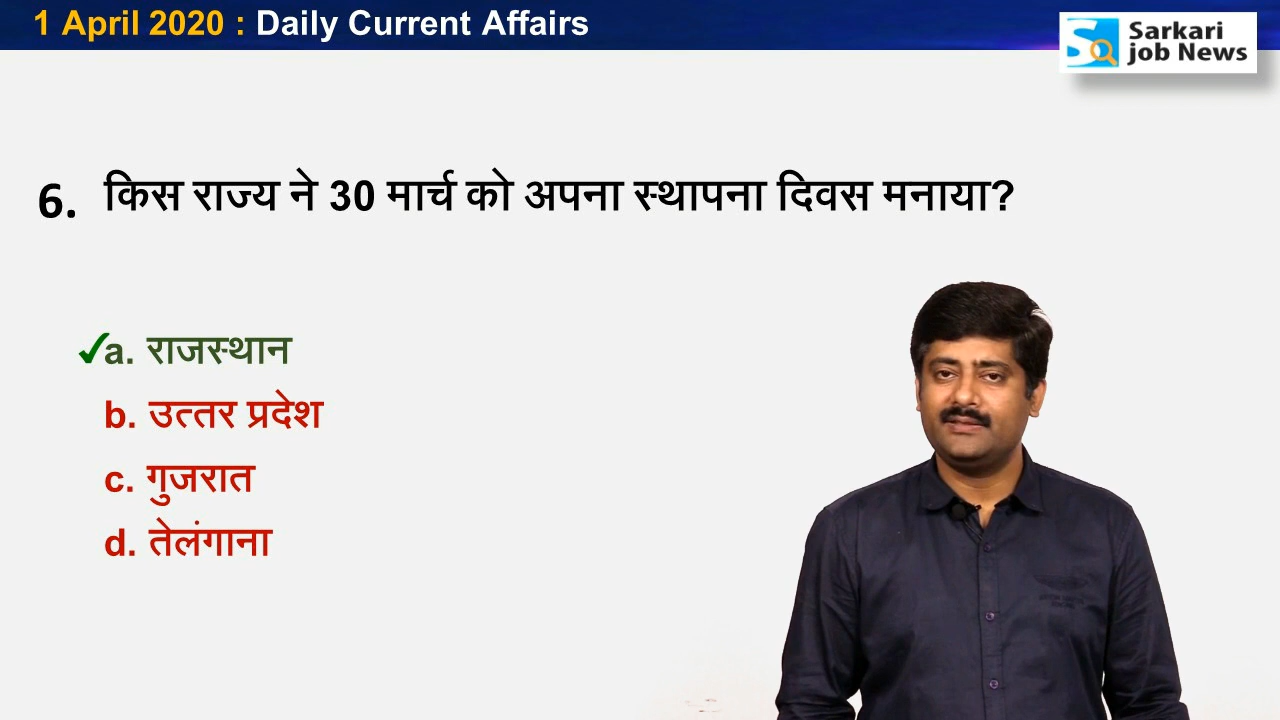 1 April 2020 : Daily Current Affairs
Sarkari
job News
6. किस राज्य ने 30 मार्च को अपना स्थापना दिवस मनाया?
✓a. राजस्थान
b. उत्तर प्रदेश
c. गुजरात
d. तेलंगाना